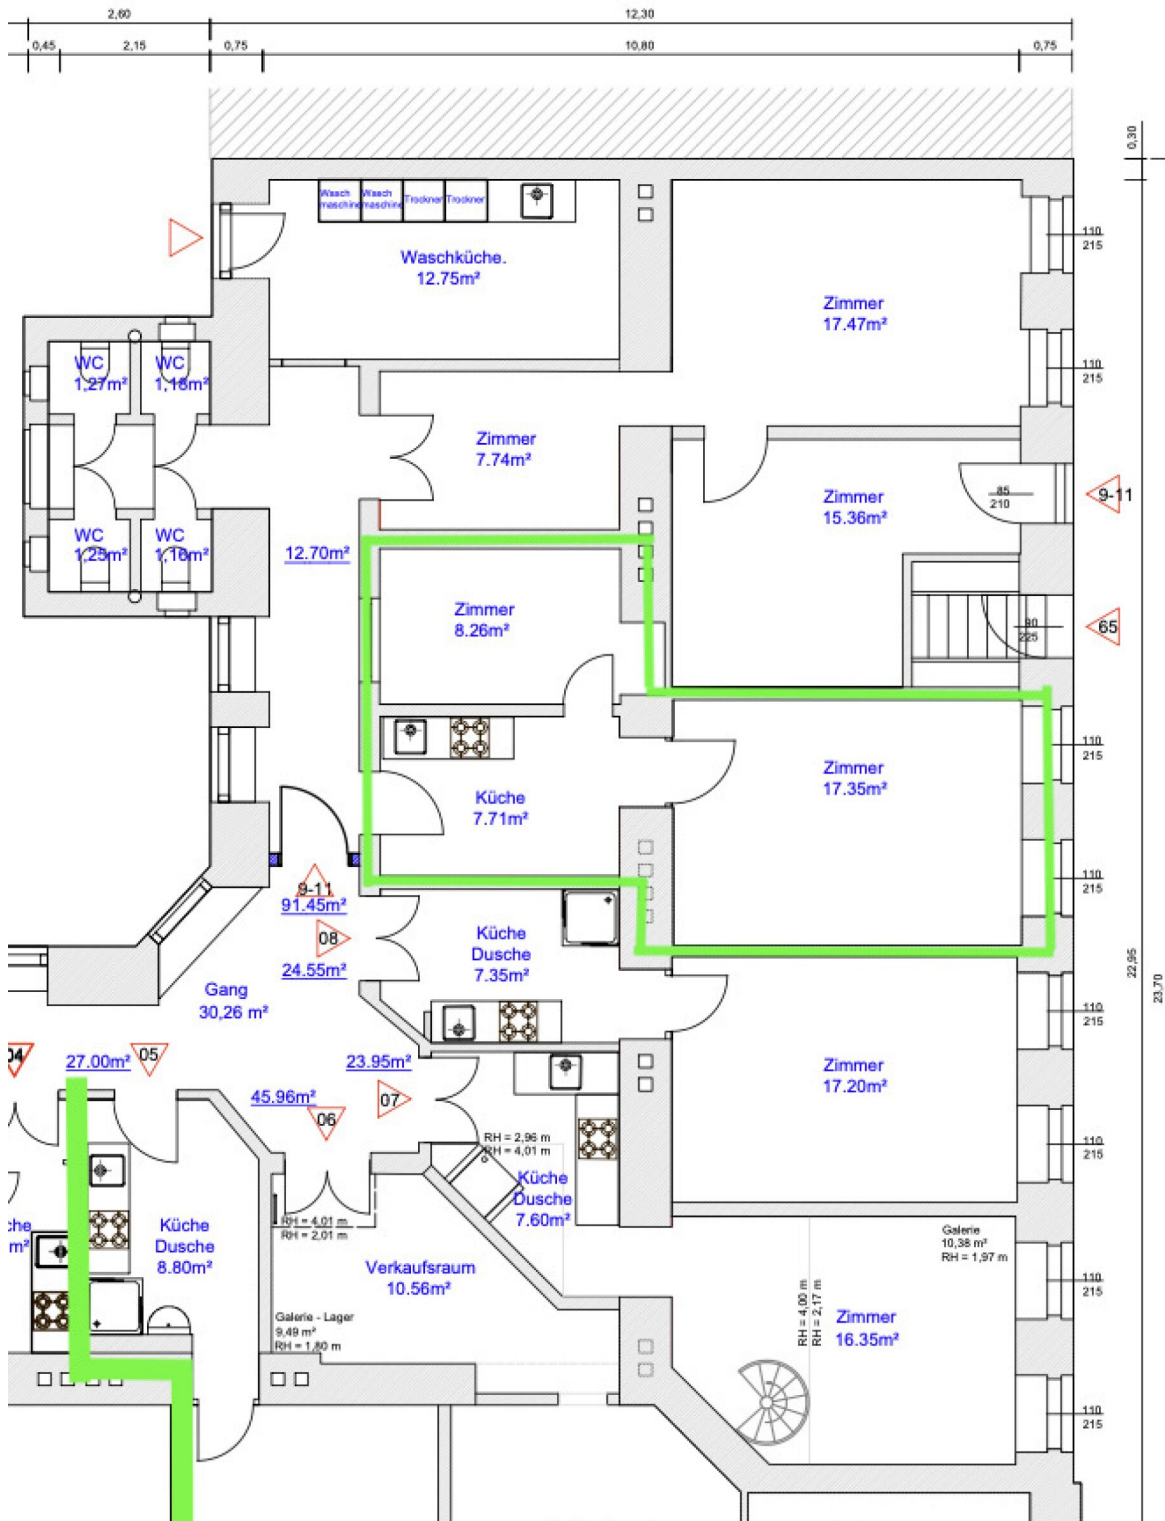 2,60
12,30
0,45
2,15
0,75
10,80
0,75
0,30
Wasch
maschine
Wasch
maschine
Trockner
Trockner
Waschküche.
12.75m²
Zimmer
17.47m²
110
215
110
215
WC
1,27m²
WC
1,18m²
Zimmer
7.74m²
Zimmer
15.36m²
85
210
9-11
WC
1,25m²
WC
1,16m²
12.70m²
Zimmer
8.26m²
90
225
65
110
215
Zimmer
17.35m²
Küche
7.71m²
110
215
9-11
91.45m²
08
24.55m²
Küche
Dusche
7.35m²
22,95
23,70
Gang
30,26 m²
110
215
04
27.00m²
05
23.95m²
45.96m²
06
07
Zimmer
17.20m²
RH = 2,96 m
RH = 4,01 m
110
215
Küche
Dusche
7.60m²
RH = 4,01 m
RH = 2,01 m
che
m²
Küche
Dusche
8.80m²
Verkaufsraum
10.56m²
Galerie
10,38 m²
RH = 1,97 m
110
215
RH = 4,00 m
RH = 2,17 m
Galerie - Lager
9,49 m²
RH = 1,80 m
Zimmer
16.35m²
110
215